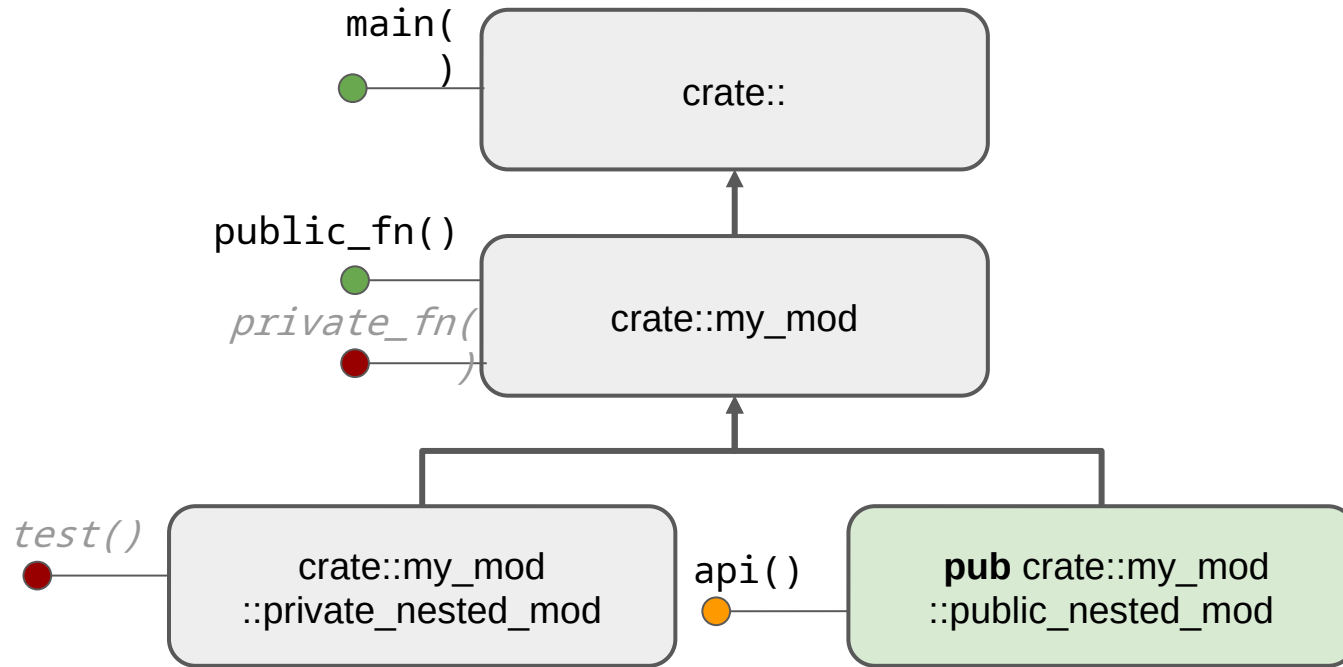 main(
)
crate::
public_fn()
private_fn(
)
crate::my_mod
test()
crate::my_mod
::private_nested_mod
api()
pub crate::my_mod
::public_nested_mod